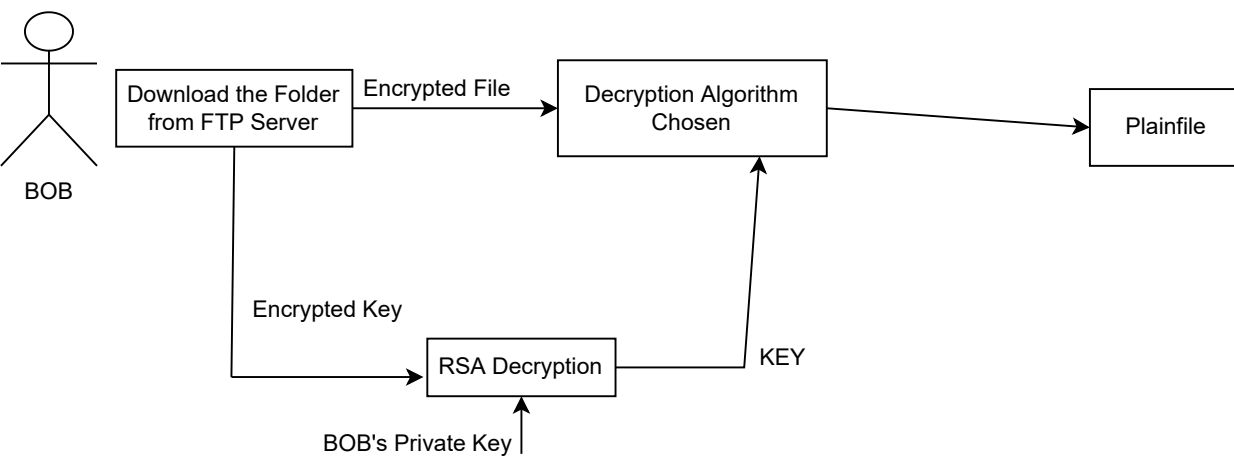 Download the Folder
from FTP Server
Encrypted File
Decryption Algorithm
Chosen
Plainfile
BOB
Encrypted Key
RSA Decryption
KEY
BOB's Private Key